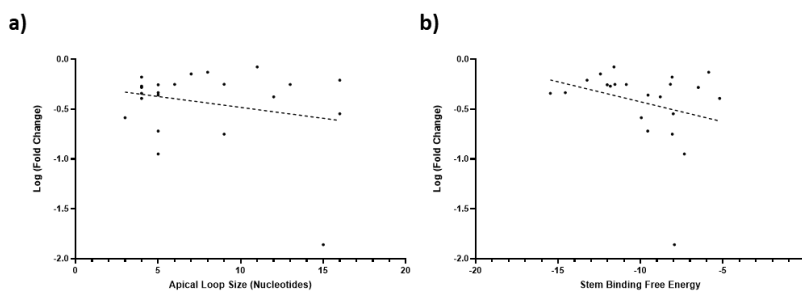 a)
0.0
-0.5
-1.0
-1.5
-2.0
Log (Fold Change)
0 5 10 15 20
Apical Loop Size (Nucleotides)
b)
0.0
-0.5
-1.0
-1.5
-2.0
Log (Fold Change)
-20 -15 -10 -5
Stem Binding Free Energy